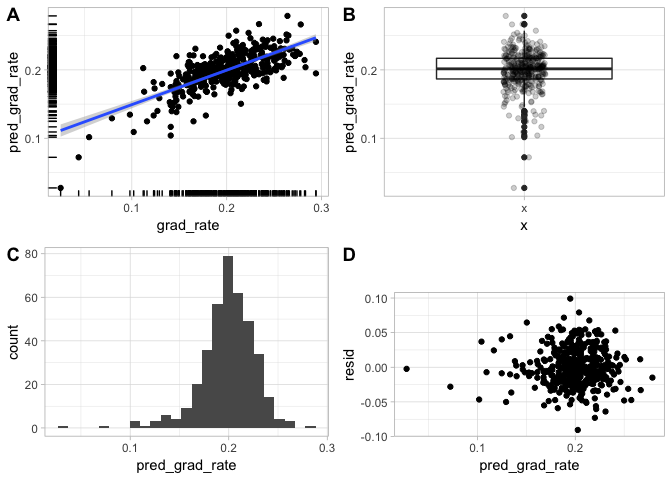 A
pred_grad_rate
0.2
0.1
0.1
0.2
0.3
grad_rate
B
pred_grad_rate
0.2
0.1
x
x
C
count
80
60
40
20
0
0.1
0.2
0.3
pred_grad_rate
D
resid
0.10
0.05
0.00
-0.05
-0.10
0.1
0.2
pred_grad_rate